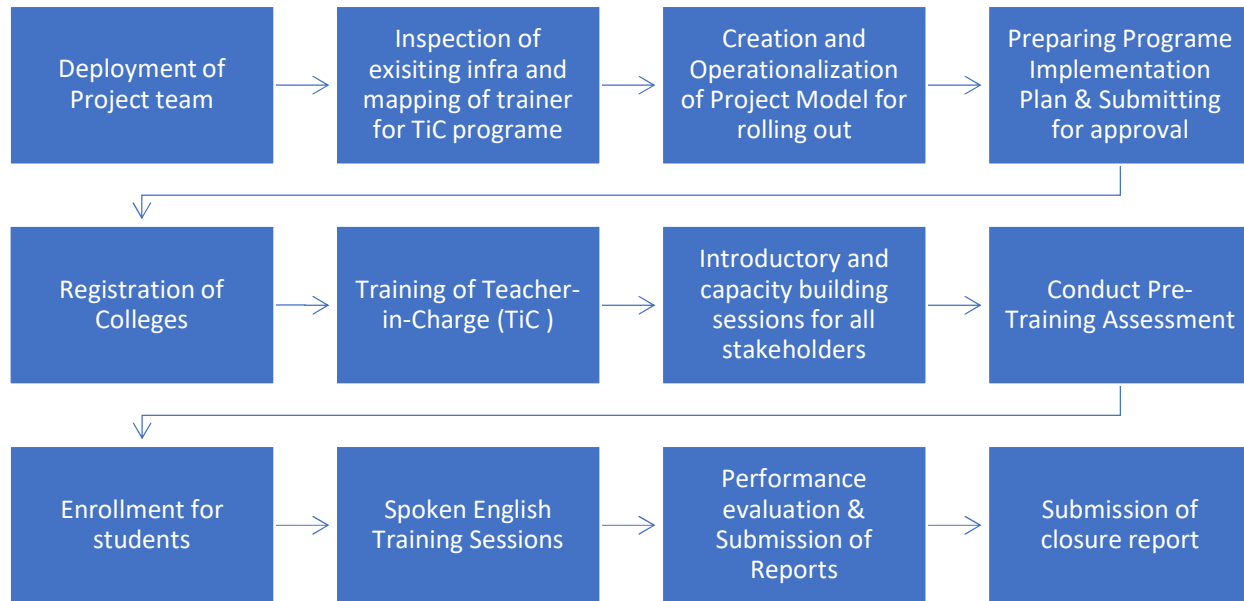 Deployment of
Project team
Inspection of
exisiting infra and
mapping of trainer
for TiC programe
Creation and
Operationalization
of Project Model for
rolling out
Preparing Programe
Implementation
Plan & Submitting
for approval
Registration of
Colleges
Training of Teacher-
in-Charge (TiC )
Introductory and
capacity building
sessions for all
stakeholders
Conduct Pre-
Training Assessment
Enrollment for
students
Spoken English
Training Sessions
Performance
evaluation &
Submission of
Reports
Submission of
closure report